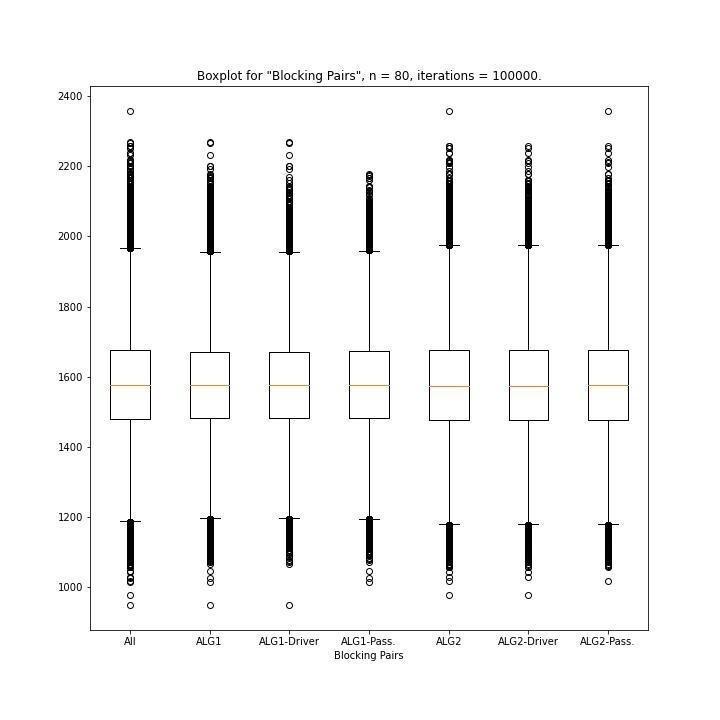 Boxplot for "Blocking Pairs", n = 80, iterations = 100000.
2400
2200
2000
1800
1600
1400
1200
1000
All ALG1 ALG1-Driver ALG1-Pass. ALG2 ALG2-Driver ALG2-Pass.
Blocking Pairs